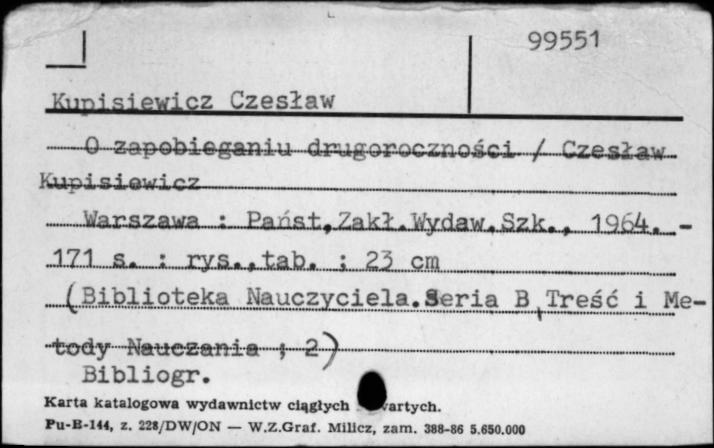 99551
Kupisiewicz Czesław
O zapobieganiu drugoroczności / Czesław
Kupisiewicz
Warszawa : Państ.Zakł.Wydaw.Szk., 1964. -
171 s. : rys.,tab. ; 23 cm
(Biblioteka Nauczyciela.Seria B,Treść i Me-
tody Nauczania ; 2)
Bibliogr.
Karta katalogowa wydawnictw ciągłych
Pu-B-144, z. 228/DW/ON — W.Z.Graf. Milicz, zam. 388-86 5.650.000